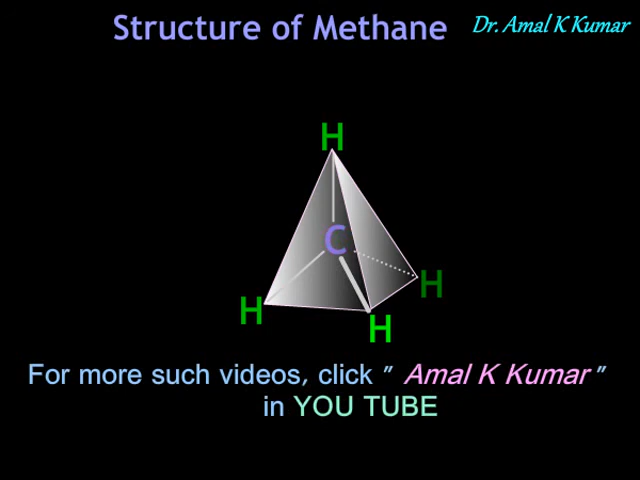 Structure of Methane
Dr. Amal K Kumar
H
C
H
H
H
For more such videos, click " Amal K Kumar "
in YOU TUBE